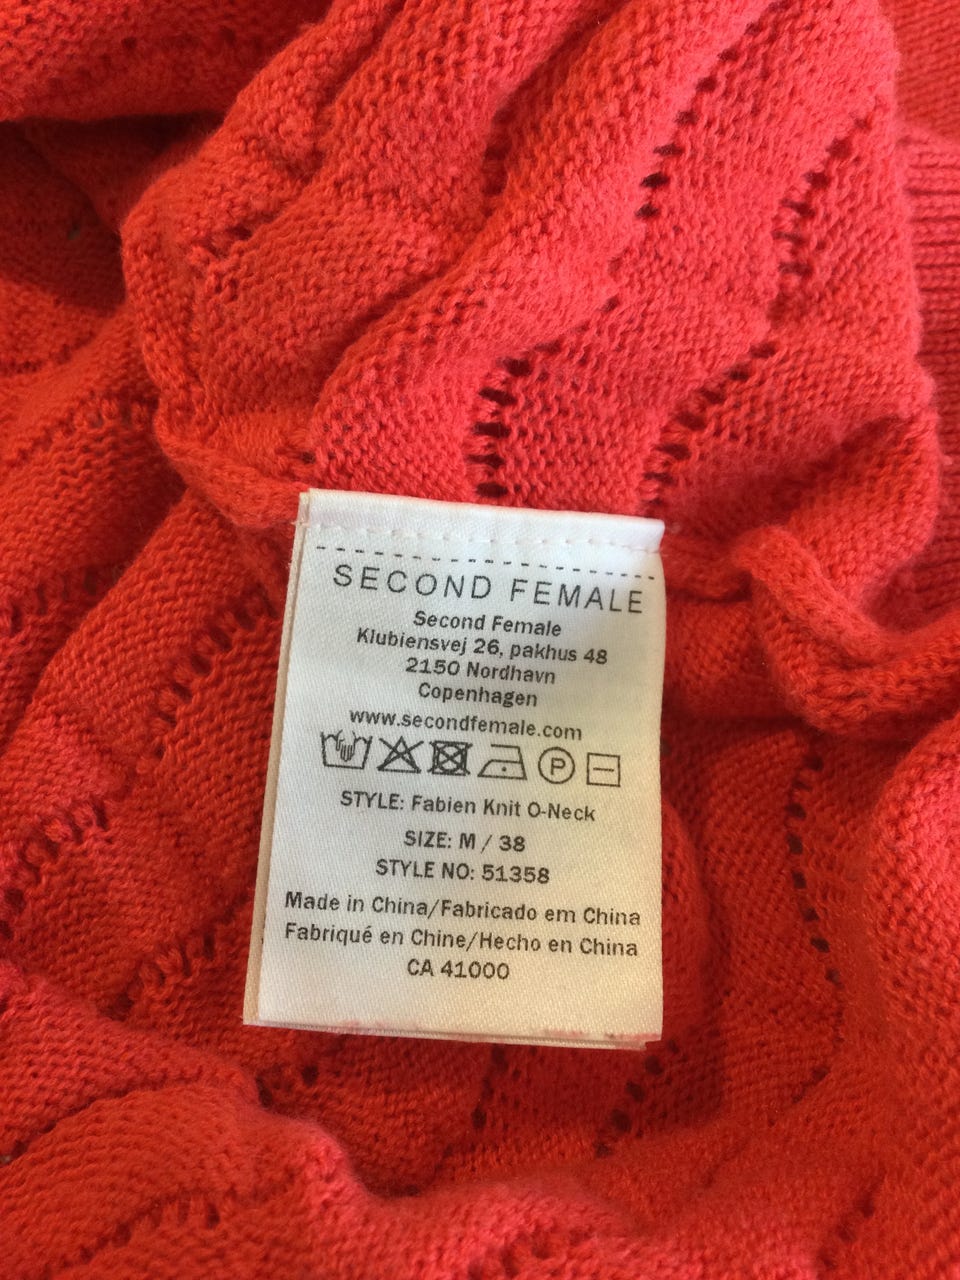 SECOND FEMALE
Second Female
Klubiensvej 26, pakhus 48
2150 Nordhavn
Copenhagen
www.secondfemale.com
P
STYLE: Fabien Knit O-Neck
SIZE: M / 38
STYLE NO: 51358
Made in China/Fabricado em China
Fabriqué en Chine/Hecho en China
CA 41000